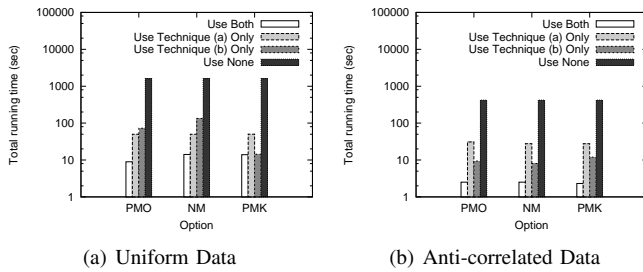 100000
10000
1000
100
10
1
Total running time (sec)
Use Both
Use Technique (a) Only
Use Technique (b) Only
Use None
PMO NM PMK
Option
(a) Uniform Data
100000
10000
1000
100
10
1
Total running time (sec)
Use Both
Use Technique (a) Only
Use Technique (b) Only
Use None
PMO NM PMK
Option
(b) Anti-correlated Data